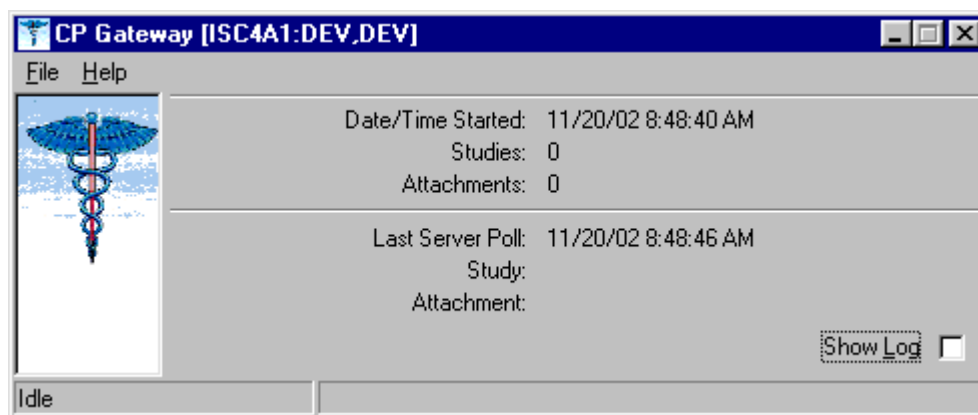 CP Gateway [ISC4A1:DEV,DEV]
File Help
Date/Time Started: 11/20/02 8:48:40 AM
Studies: 0
Attachments: 0
Last Server Poll: 11/20/02 8:48:46 AM
Study:
Attachment:
Show Log
Idle